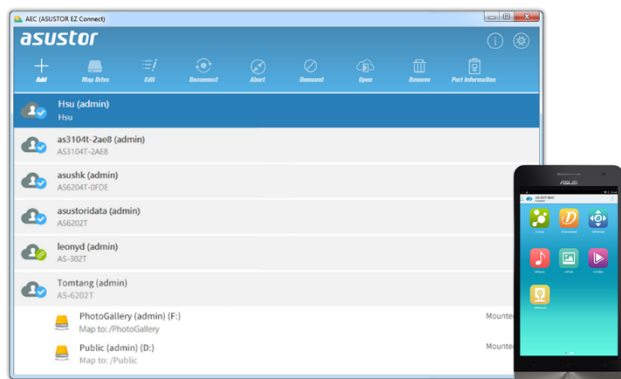 AEC (ASUSTOR EZ Connect)
asustor
Add
Map Drive
Edit
Reconnect
Abort
Unmount
Open
Remove
Port Information
Hsu (admin)
Hsu
as3104t-2ae8 (admin)
AS3104T-2AE8
asushk (admin)
AS6204T-0FDE
asustoridata (admin)
AS6202T
leonyd (admin)
AS-302T
Tomtang (admin)
AS-6202T
PhotoGallery (admin) (F:)
Mounte
Map to: /PhotoGallery
Public (admin) (D:)
Mounte
Map to: /Public
ASUS